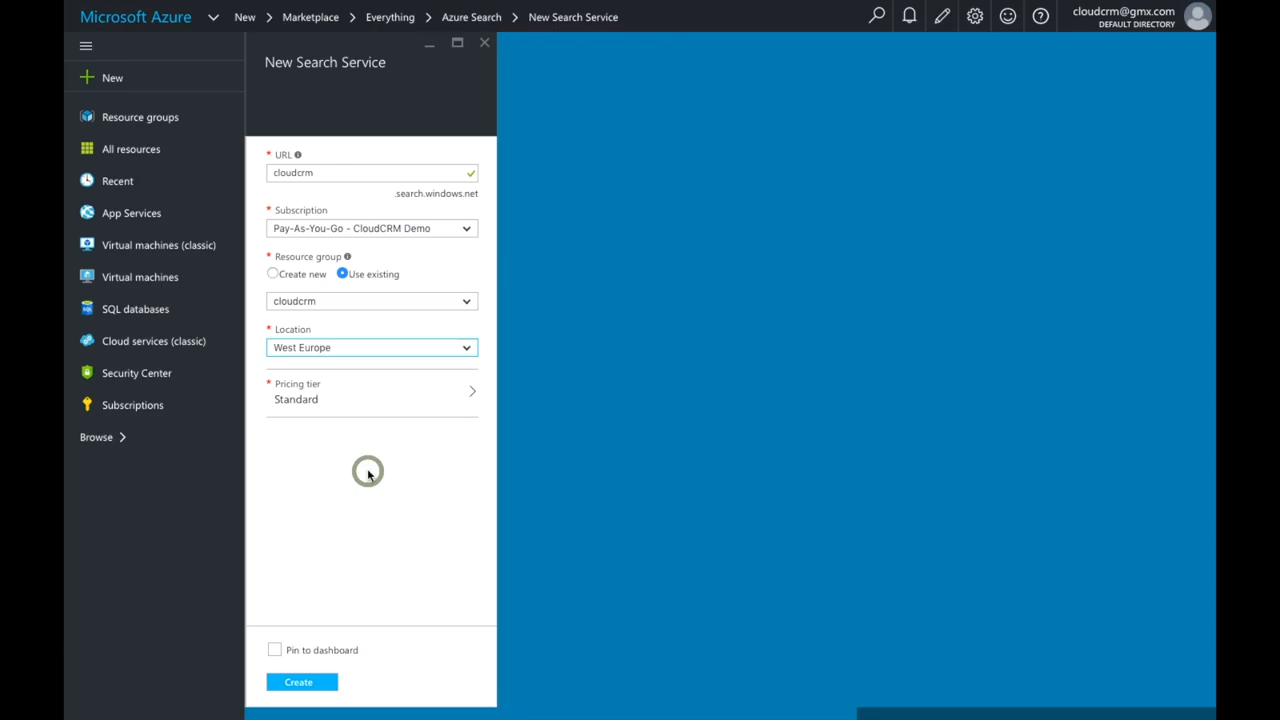 Microsoft Azure
New
Marketplace
Everything
Azure Search
New Search Service
cloudcrm@gmx.com
DEFAULT DIRECTORY
New
Resource groups
All resources
Recent
App Services
Virtual machines (classic)
Virtual machines
SQL databases
Cloud services (classic)
Security Center
Subscriptions
Browse
New Search Service
* URL
cloudcrm
.search.windows.net
* Subscription
Pay-As-You-Go - CloudCRM Demo
* Resource group
Create new Use existing
cloudcrm
* Location
West Europe
* Pricing tier
Standard
Pin to dashboard
Create